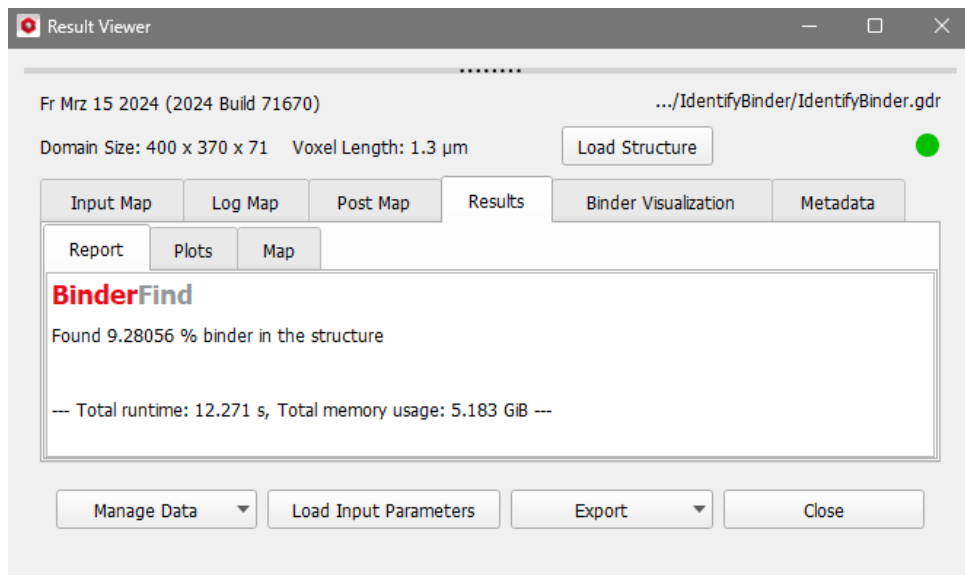 Result Viewer
Fr Mrz 15 2024 (2024 Build 71670)
.../IdentifyBinder/IdentifyBinder.gdr
Domain Size: 400 x 370 x 71 Voxel Length: 1.3 µm
Load Structure
Input Map
Log Map
Post Map
Results
Binder Visualization
Metadata
Report
Plots
Map
BinderFind
Found 9.28056 % binder in the structure
--- Total runtime: 12.271 s, Total memory usage: 5.183 GiB ---
Manage Data
Load Input Parameters
Export
Close